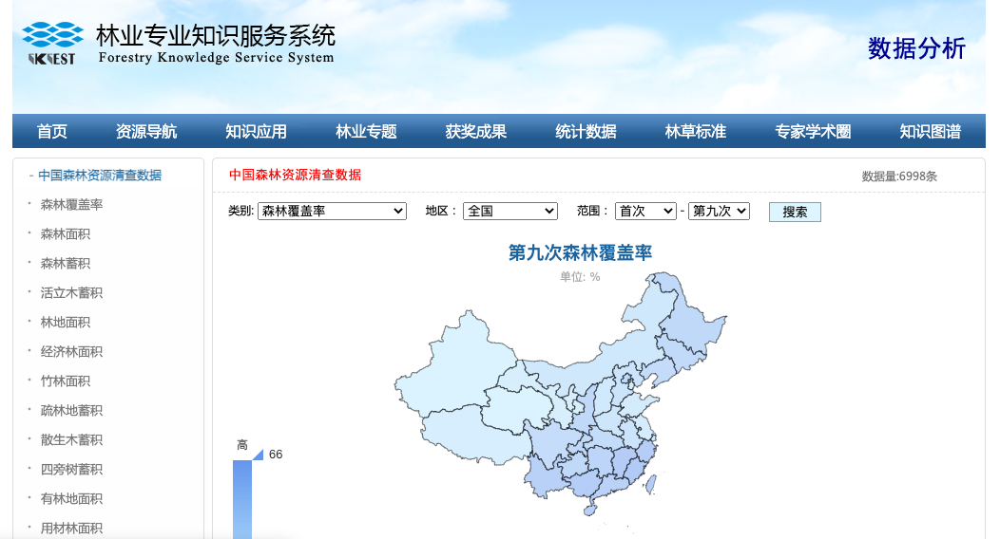 林业专业知识服务系统
IKNEST Forestry Knowledge Service System
数据分析
首页 资源导航 知识应用 林业专题 获奖成果 统计数据 林草标准 专家学术圈 知识图谱
- 中国森林资源清查数据
· 森林覆盖率
· 森林面积
· 森林蓄积
· 活立木蓄积
· 林地面积
· 经济林面积
· 竹林面积
· 疏林地蓄积
· 散生木蓄积
· 四旁树蓄积
· 有林地面积
· 用材林面积
中国森林资源清查数据 数据量:6998条
类别: 森林覆盖率 地区： 全国 范围： 首次 - 第九次 搜索
第九次森林覆盖率
单位: %
高
66